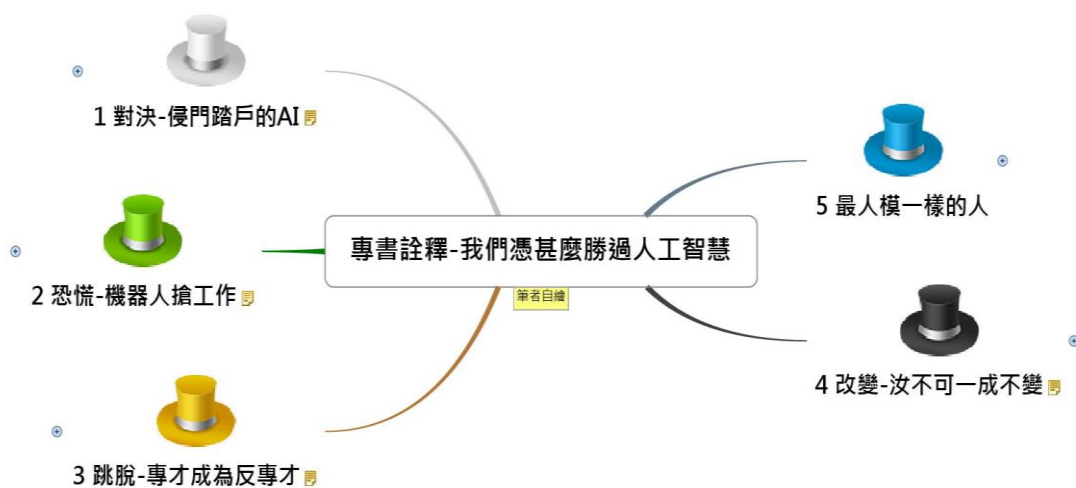 1 對決-侵門踏戶的AI
2 恐慌-機器人搶工作
3 跳脫-專才成為反專才
專書詮釋-我們憑甚麼勝過人工智慧
筆者自繪
5 最人模一樣的人
4 改變-汝不可一成不變